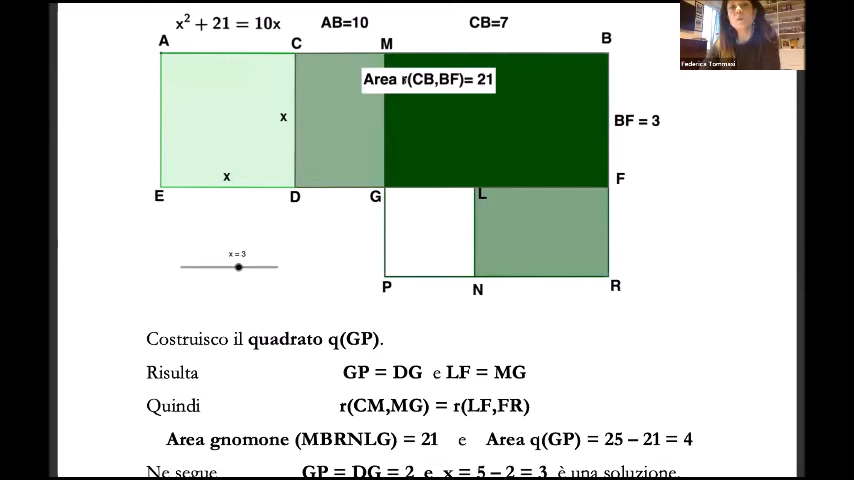 x² + 21 = 10x AB=10 CB=7
A C M B
Area r(CB,BF)= 21
x BF = 3
x
E D G L F
x = 3
P N R
Costruisco il quadrato q(GP).
Risulta GP = DG e LF = MG
Quindi r(CM,MG) = r(LF,FR)
Area gnomone (MBRNLG) = 21 e Area q(GP) = 25 – 21 = 4
Ne segue GP = DG = 2 e x = 5 – 2 = 3 è una soluzione.
Federica Tommasi